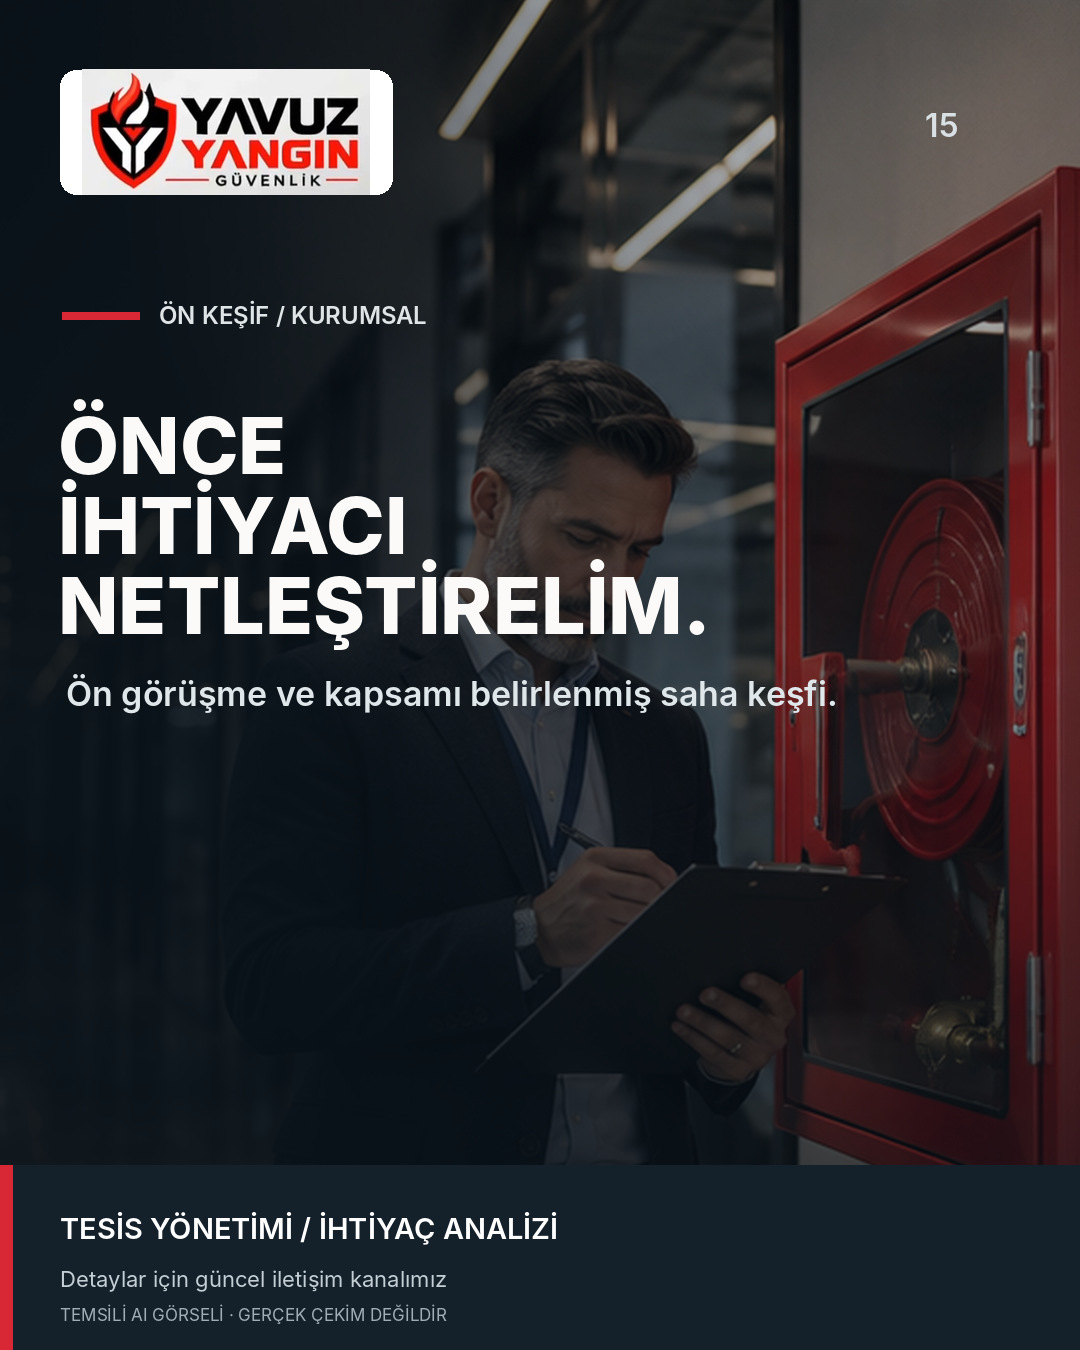 YAVUZ
YANGIN
GÜVENLİK
15
ÖN KEŞİF / KURUMSAL
ÖNCE
İHTİYACI
NETLEŞTİRELİM.
Ön görüşme ve kapsamı belirlenmiş saha keşfi.
TESİS YÖNETİMİ / İHTİYAÇ ANALİZİ
Detaylar için güncel iletişim kanalımız
TEMSİLİ AI GÖRSELİ · GERÇEK ÇEKİM DEĞİLDİR